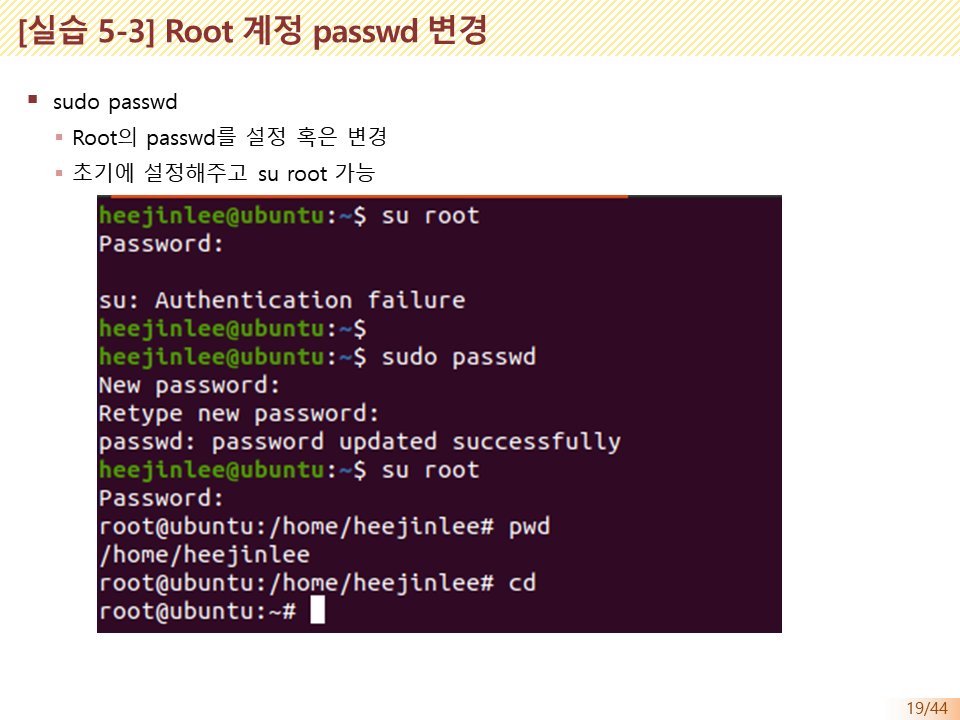 [실습 5-3] Root 계정 passwd 변경
sudo passwd
Root의 passwd를 설정 혹은 변경
초기에 설정해주고 su root 가능
heejinlee@ubuntu:~$ su root
Password:
su: Authentication failure
heejinlee@ubuntu:~$
heejinlee@ubuntu:~$ sudo passwd
New password:
Retype new password:
passwd: password updated successfully
heejinlee@ubuntu:~$ su root
Password:
root@ubuntu:/home/heejinlee# pwd
/home/heejinlee
root@ubuntu:/home/heejinlee# cd
root@ubuntu:~#
19/44